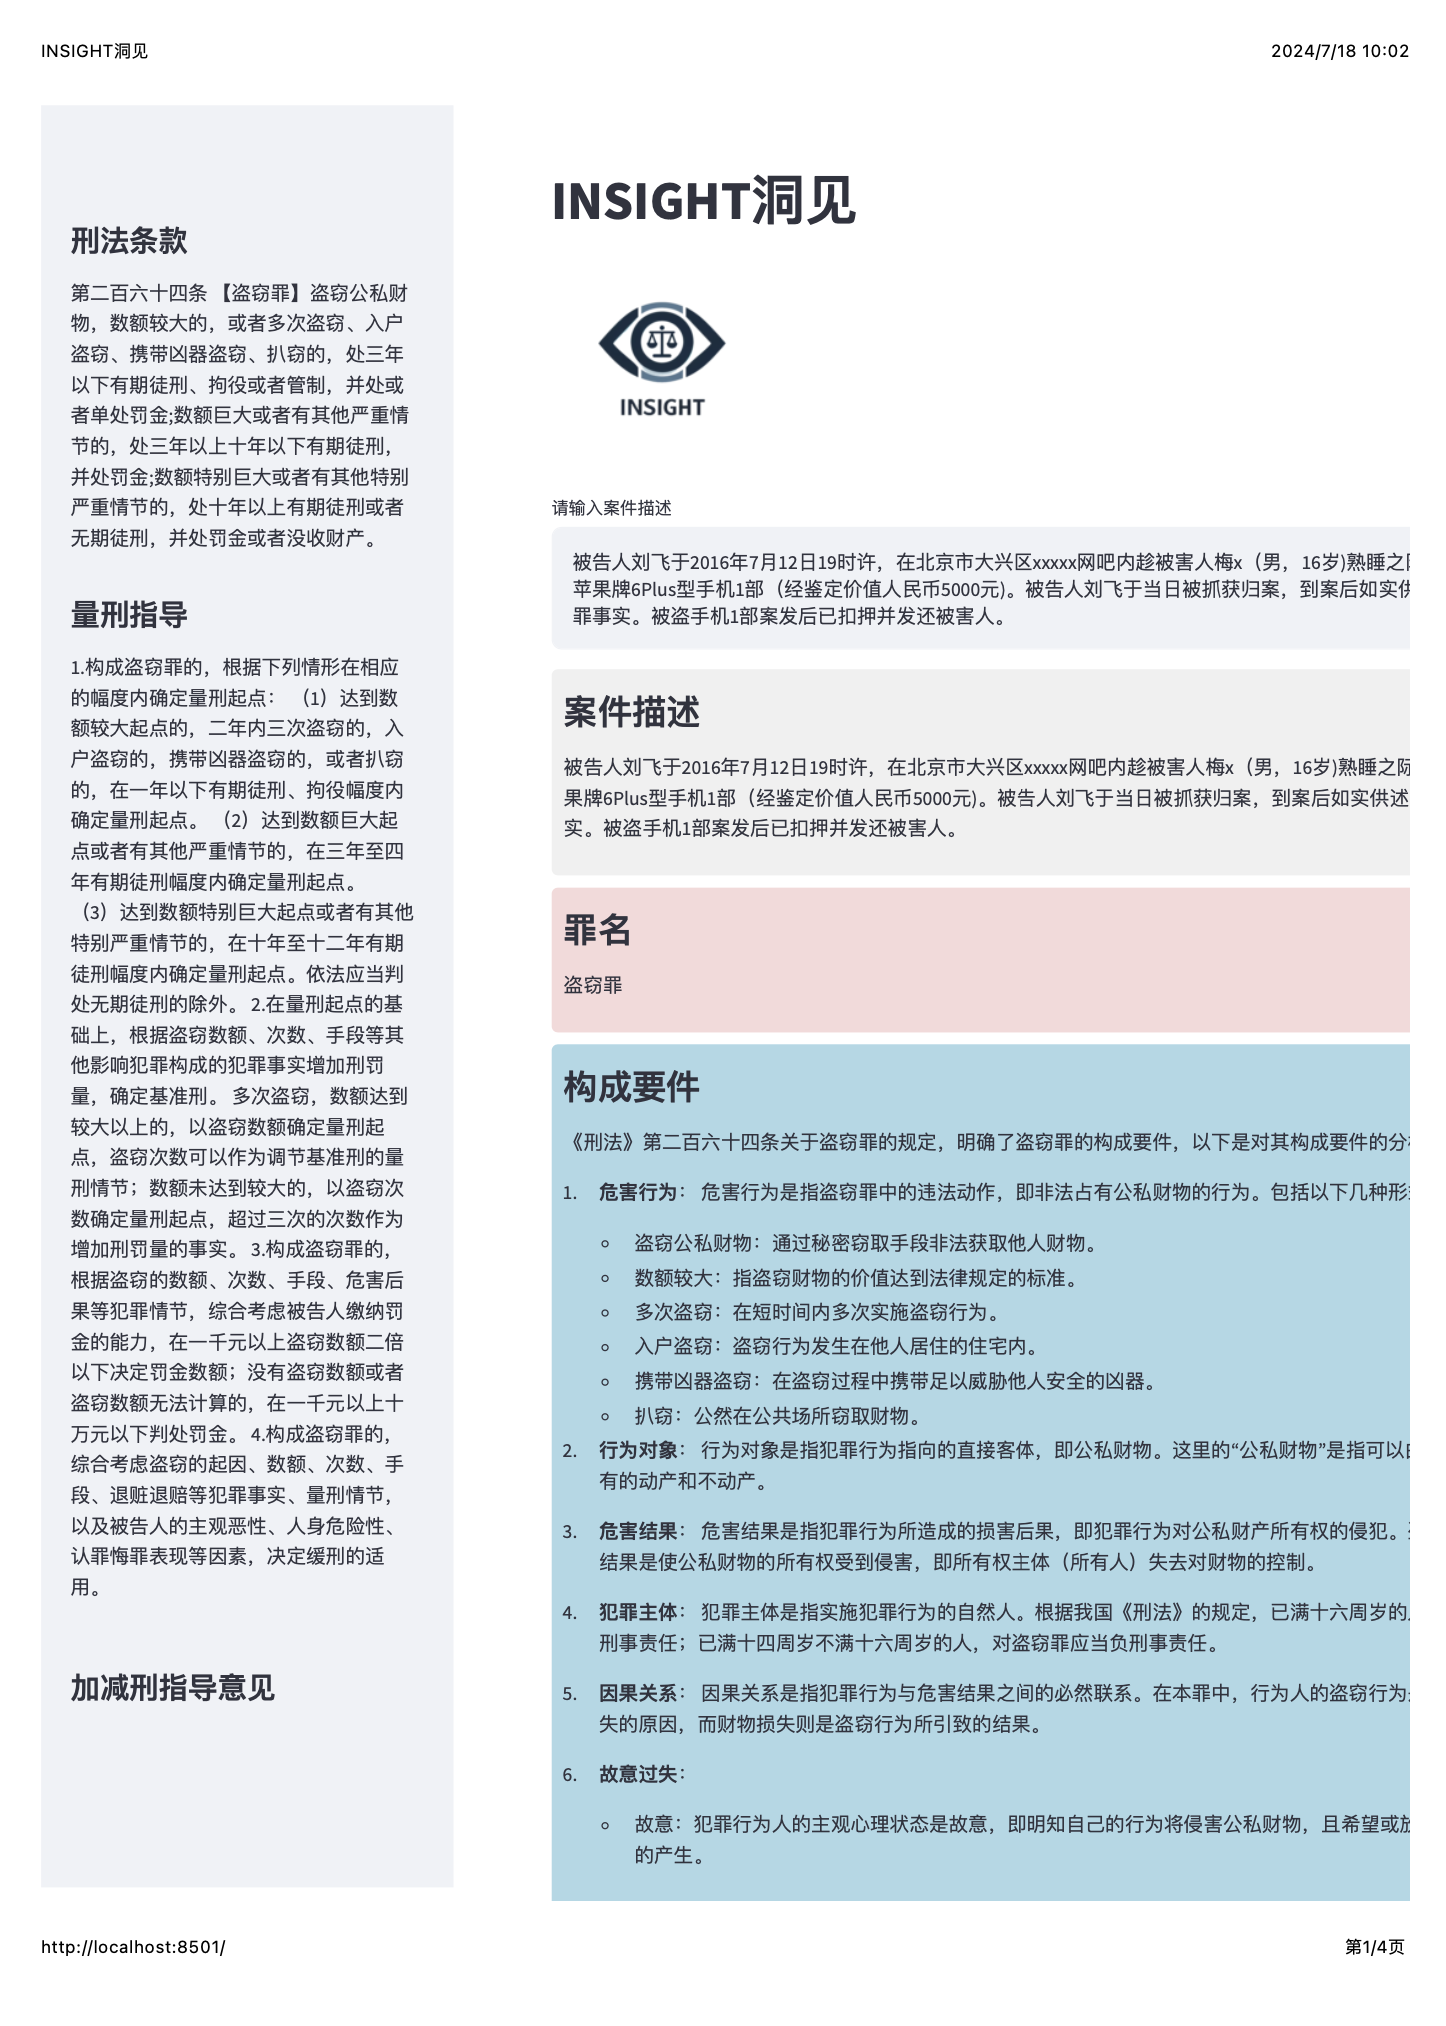 INSIGHT洞见
2024/7/18 10:02
刑法条款
第二百六十四条 【盗窃罪】盗窃公私财
物，数额较大的，或者多次盗窃、入户
盗窃、携带凶器盗窃、扒窃的，处三年
以下有期徒刑、拘役或者管制，并处或
者单处罚金;数额巨大或者有其他严重情
节的，处三年以上十年以下有期徒刑，
并处罚金;数额特别巨大或者有其他特别
严重情节的，处十年以上有期徒刑或者
无期徒刑，并处罚金或者没收财产。
量刑指导
1.构成盗窃罪的，根据下列情形在相应
的幅度内确定量刑起点： （1）达到数
额较大起点的，二年内三次盗窃的，入
户盗窃的，携带凶器盗窃的，或者扒窃
的，在一年以下有期徒刑、拘役幅度内
确定量刑起点。 （2）达到数额巨大起
点或者有其他严重情节的，在三年至四
年有期徒刑幅度内确定量刑起点。
（3）达到数额特别巨大起点或者有其他
特别严重情节的，在十年至十二年有期
徒刑幅度内确定量刑起点。依法应当判
处无期徒刑的除外。 2.在量刑起点的基
础上，根据盗窃数额、次数、手段等其
他影响犯罪构成的犯罪事实增加刑罚
量，确定基准刑。 多次盗窃，数额达到
较大以上的，以盗窃数额确定量刑起
点，盗窃次数可以作为调节基准刑的量
刑情节；数额未达到较大的，以盗窃次
数确定量刑起点，超过三次的次数作为
增加刑罚量的事实。 3.构成盗窃罪的，
根据盗窃的数额、次数、手段、危害后
果等犯罪情节，综合考虑被告人缴纳罚
金的能力，在一千元以上盗窃数额二倍
以下决定罚金数额；没有盗窃数额或者
盗窃数额无法计算的，在一千元以上十
万元以下判处罚金。 4.构成盗窃罪的，
综合考虑盗窃的起因、数额、次数、手
段、退赃退赔等犯罪事实、量刑情节，
以及被告人的主观恶性、人身危险性、
认罪悔罪表现等因素，决定缓刑的适
用。
加减刑指导意见
INSIGHT洞见
INSIGHT
请输入案件描述
被告人刘飞于2016年7月12日19时许，在北京市大兴区xxxxx网吧内趁被害人梅x（男，16岁)熟睡之
苹果牌6Plus型手机1部（经鉴定价值人民币5000元)。被告人刘飞于当日被抓获归案，到案后如实
罪事实。被盗手机1部案发后已扣押并发还被害人。
案件描述
被告人刘飞于2016年7月12日19时许，在北京市大兴区xxxxx网吧内趁被害人梅x（男，16岁)熟睡之际
果牌6Plus型手机1部（经鉴定价值人民币5000元)。被告人刘飞于当日被抓获归案，到案后如实供述
实。被盗手机1部案发后已扣押并发还被害人。
罪名
盗窃罪
构成要件
《刑法》第二百六十四条关于盗窃罪的规定，明确了盗窃罪的构成要件，以下是对其构成要件的分
1. 危害行为： 危害行为是指盗窃罪中的违法动作，即非法占有公私财物的行为。包括以下几种形
◦ 盗窃公私财物：通过秘密窃取手段非法获取他人财物。
◦ 数额较大：指盗窃财物的价值达到法律规定的标准。
◦ 多次盗窃：在短时间内多次实施盗窃行为。
◦ 入户盗窃：盗窃行为发生在他人居住的住宅内。
◦ 携带凶器盗窃：在盗窃过程中携带足以威胁他人安全的凶器。
◦ 扒窃：公然在公共场所窃取财物。
2. 行为对象： 行为对象是指犯罪行为指向的直接客体，即公私财物。这里的“公私财物”是指可以
有的动产和不动产。
3. 危害结果： 危害结果是指犯罪行为所造成的损害后果，即犯罪行为对公私财产所有权的侵犯。
结果是使公私财物的所有权受到侵害，即所有权主体（所有人）失去对财物的控制。
4. 犯罪主体： 犯罪主体是指实施犯罪行为的自然人。根据我国《刑法》的规定，已满十六周岁的
刑事责任；已满十四周岁不满十六周岁的人，对盗窃罪应当负刑事责任。
5. 因果关系： 因果关系是指犯罪行为与危害结果之间的必然联系。在本罪中，行为人的盗窃行为
失的原因，而财物损失则是盗窃行为所引致的结果。
6. 故意过失：
◦ 故意：犯罪行为人的主观心理状态是故意，即明知自己的行为将侵害公私财物，且希望或
的产生。
http://localhost:8501/
第1/4页